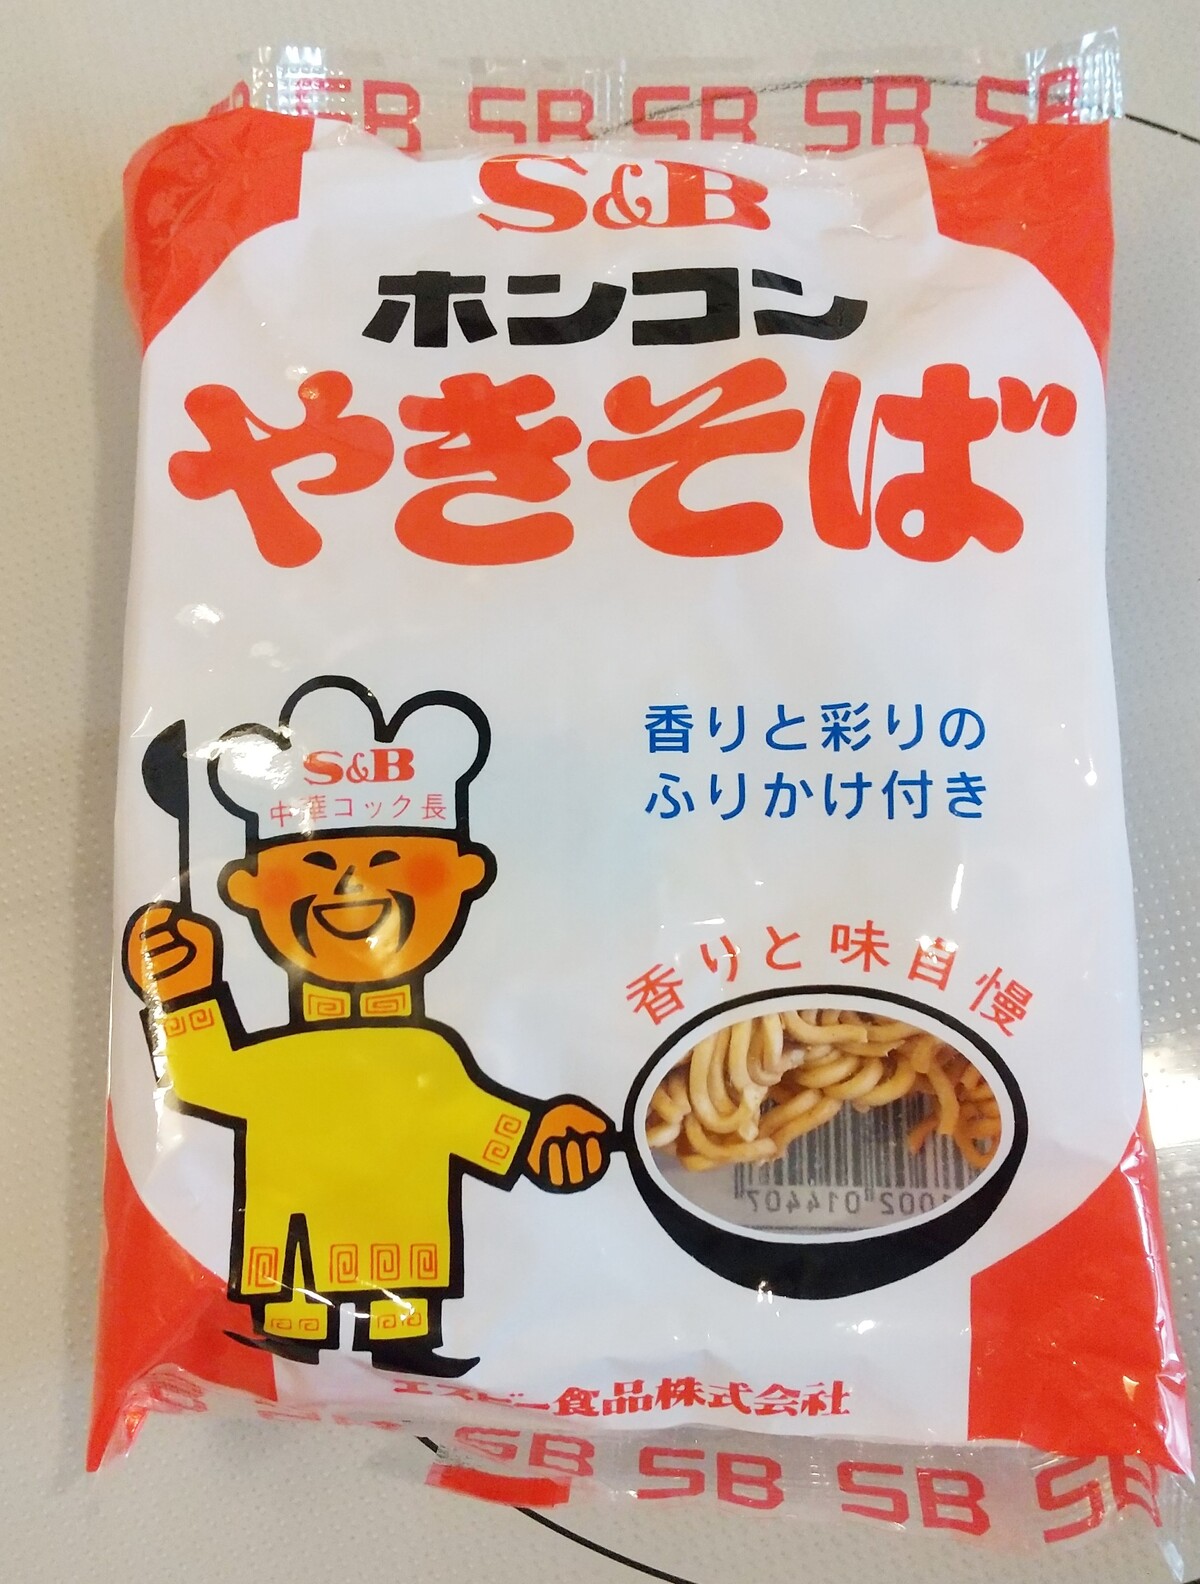 SB SB SB SB SB
S&B
ホンコン
やきそば
香りと彩りの
ふりかけ付き
S&B
中華コック長
香りと味自慢
002 014407
エスビー食品株式会社
SB SB SB SB